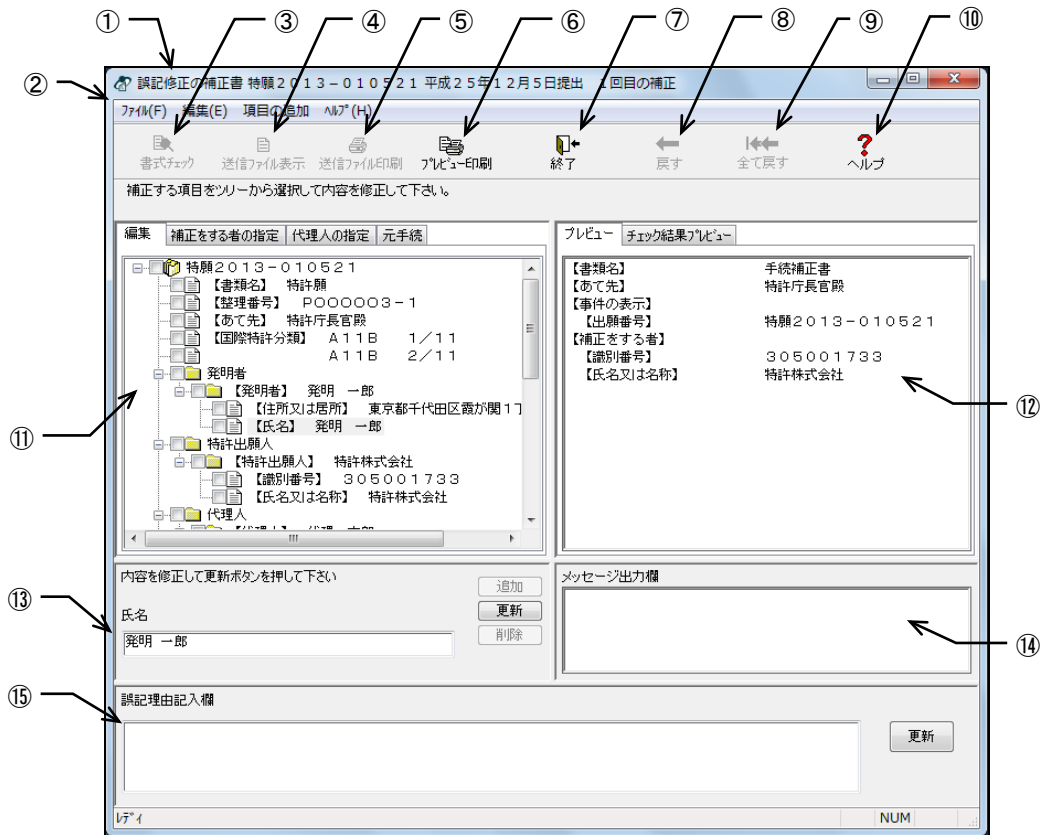 ① ③ ④ ⑤ ⑥ ⑦ ⑧ ⑨ ⑩
②
誤記修正の補正書 特願２０１３－０１０５２１ 平成２５年１２月５日提出 １回目の補正
ﾌｧｲﾙ(F) 編集(E) 項目の追加 ﾍﾙﾌﾟ(H)
書式ﾁｪｯｸ 送信ﾌｧｲﾙ表示 送信ﾌｧｲﾙ印刷 ﾌﾟﾚﾋﾞｭｰ印刷 終了 戻す 全て戻す ヘルプ
補正する項目をツリーから選択して内容を修正して下さい。
編集 補正をする者の指定 代理人の指定 元手続
特願２０１３－０１０５２１
【書類名】 特許願
【整理番号】 ＰＯＯＯＯＯ３－１
【あて先】 特許庁長官殿
【国際特許分類】 Ａ１１Ｂ １／１１
Ａ１１Ｂ ２／１１
発明者
【発明者】 発明 一郎
【住所又は居所】 東京都千代田区霞が関１丁
【氏名】 発明 一郎
特許出願人
【特許出願人】 特許株式会社
【識別番号】 ３０５００１７３３
【氏名又は名称】 特許株式会社
代理人
⑪
プレビュー ﾁｪｯｸ結果ﾌﾟﾚﾋﾞｭｰ
【書類名】 手続補正書
【あて先】 特許庁長官殿
【事件の表示】
【出願番号】 特願２０１３－０１０５２１
【補正をする者】
【識別番号】 ３０５００１７３３
【氏名又は名称】 特許株式会社
⑫
内容を修正して更新ボタンを押して下さい
追加
更新
削除
氏名
発明 一郎
⑬
メッセージ出力欄
⑭
⑮
誤記理由記入欄
更新
ﾚﾃﾞｨ NUM